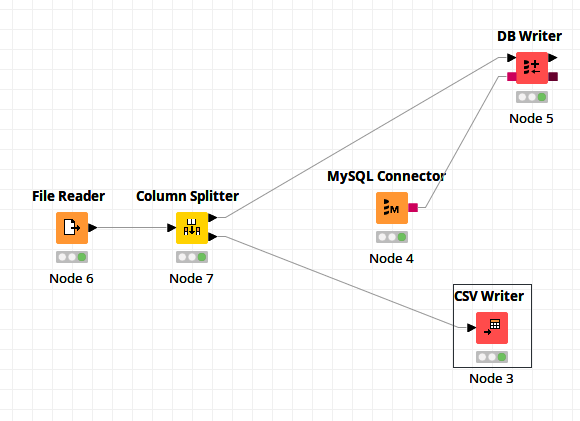 DB Writer
Node 5
MySQL Connector
M
Node 4
File Reader
Node 6
Column Splitter
Node 7
CSV Writer
Node 3